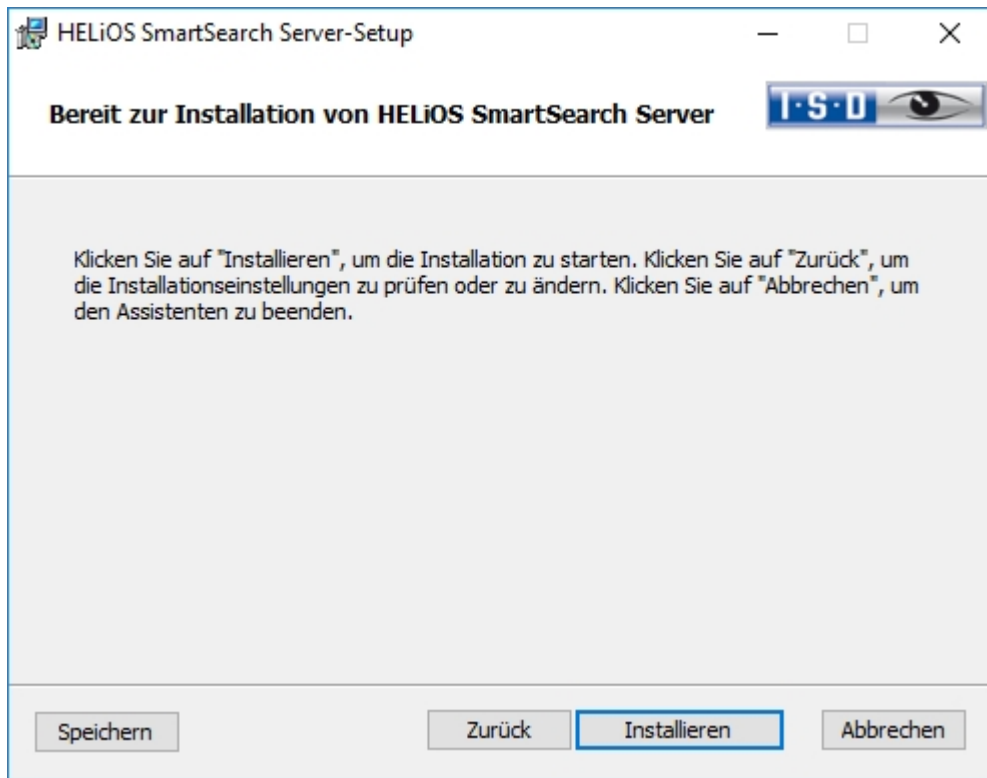 HELiOS SmartSearch Server-Setup
Bereit zur Installation von HELiOS SmartSearch Server
I·S·D
Klicken Sie auf "Installieren", um die Installation zu starten. Klicken Sie auf "Zurück", um
die Installationseinstellungen zu prüfen oder zu ändern. Klicken Sie auf "Abbrechen", um
den Assistenten zu beenden.
Speichern
Zurück
Installieren
Abbrechen